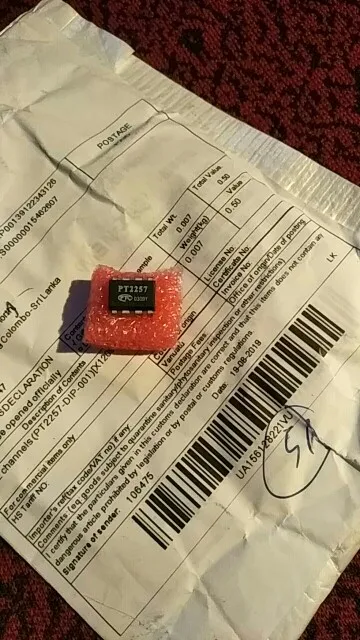 POSTAGE
Total Value
0.50
Value
0.50
Total Wt.
0.007
Weight(kg)
0.007
License No.
Certificate No.
Invoice No.
Office of origin/Date of posting
LK
PT2257
Colombo-Sri Lanka
DECLARATION
be opened officially
Description of Contents
channels (PT2257-DIP-001)
For commercial items only
Importer's ref(tax code/VAT no) if any
HS Tariff NO.
origin
Postage Fees
Comments (eg.goods subject to quarantine sanitary/phytosanitary inspection or other restrictions)
I certify that the particulars given in this customs declaration are correct and that this items does not contain any
dangerous article prohibited by legislation or by postal or customs regulations.
Signature of sender:
106475
Date: 19-08-2019